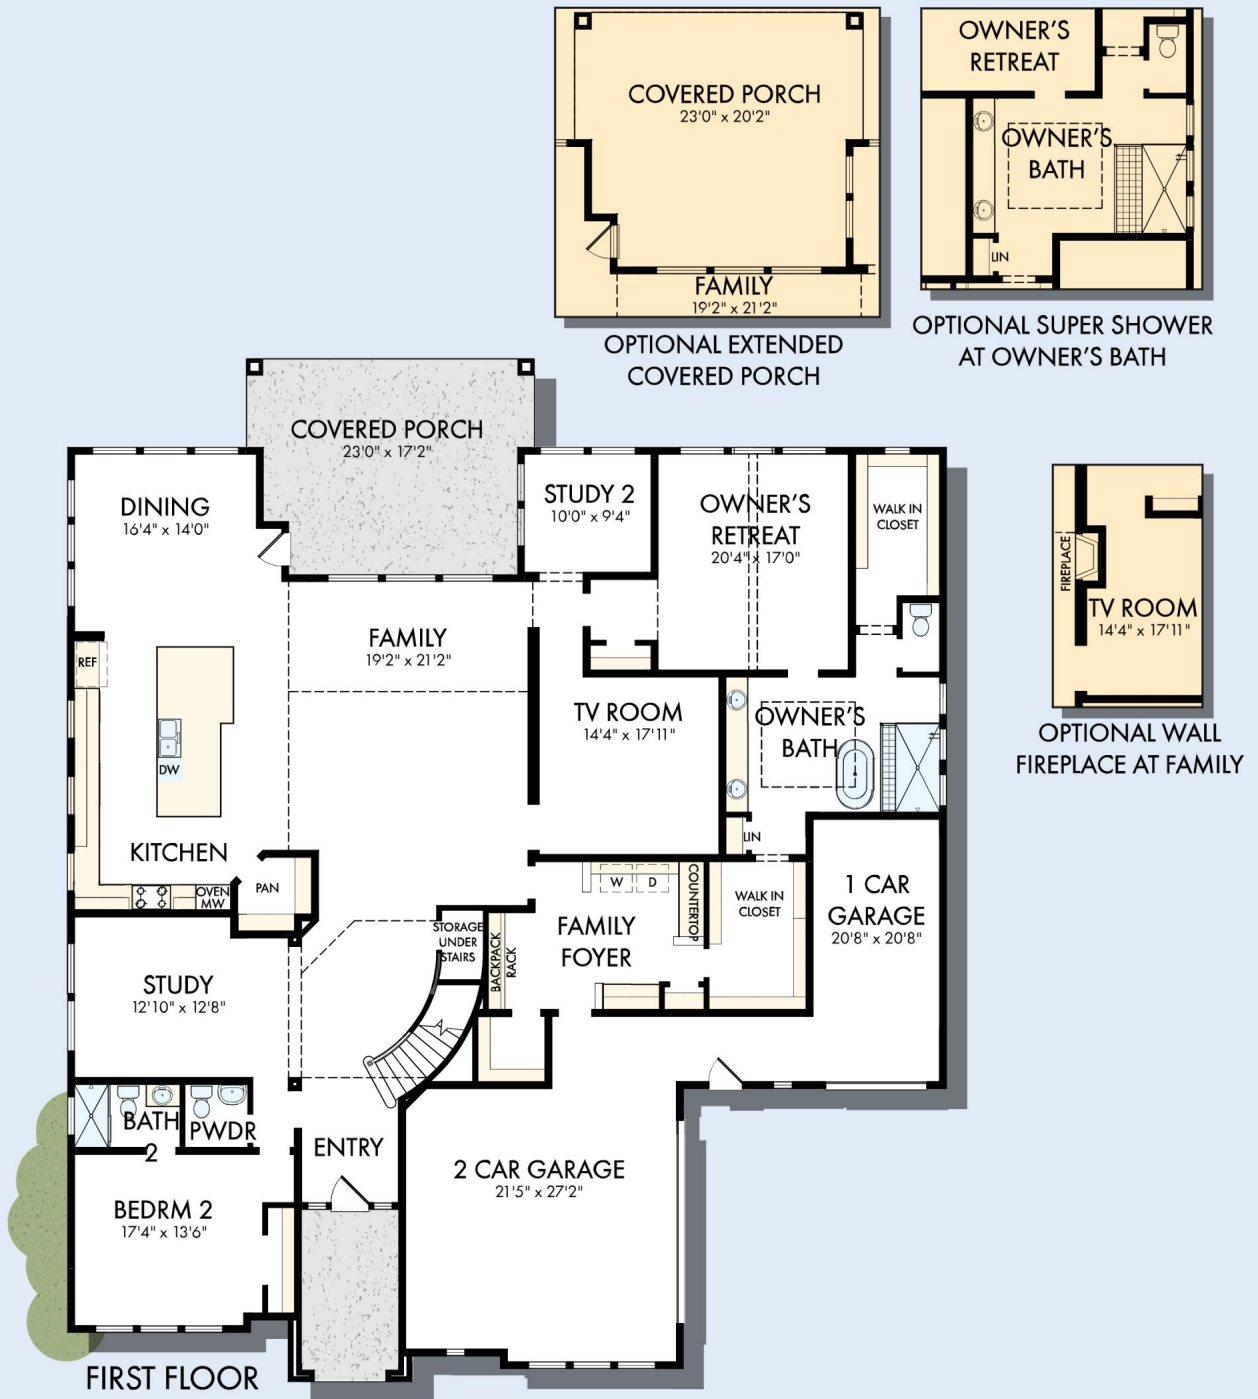 COVERED PORCH
23'0" x 20'2"
FAMILY
19'2" x 21'2"
OPTIONAL EXTENDED
COVERED PORCH
OWNER'S
RETREAT
OWNER'S
BATH
LIN
OPTIONAL SUPER SHOWER
AT OWNER'S BATH
COVERED PORCH
23'0" x 17'2"
DINING
16'4" x 14'0"
STUDY 2
10'0" x 9'4"
OWNER'S
RETREAT
20'4" x 17'0"
WALK IN
CLOSET
FIREPLACE
TV ROOM
14'4" x 17'11"
OPTIONAL WALL
FIREPLACE AT FAMILY
REF
FAMILY
19'2" x 21'2"
TV ROOM
14'4" x 17'11"
OWNER'S
BATH
DW
KITCHEN
LIN
OVEN
MW
PAN
W
D
COUNTERTOP
WALK IN
CLOSET
1 CAR
GARAGE
20'8" x 20'8"
STORAGE
UNDER
STAIRS
BACKPACK
RACK
FAMILY
FOYER
STUDY
12'10" x 12'8"
BATH
2
PWDR
ENTRY
2 CAR GARAGE
21'5" x 27'2"
BEDRM 2
17'4" x 13'6"
FIRST FLOOR